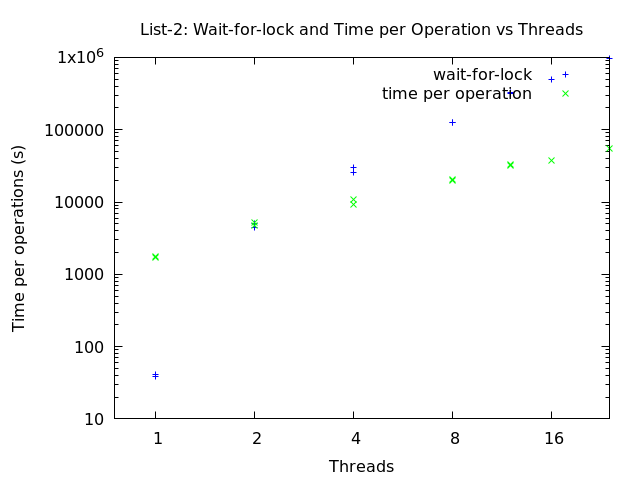 List-2: Wait-for-lock and Time per Operation vs Threads
1x10⁶
wait-for-lock
time per operation
100000
10000
1000
100
10
Time per operations (s)
1 2 4 8 16
Threads